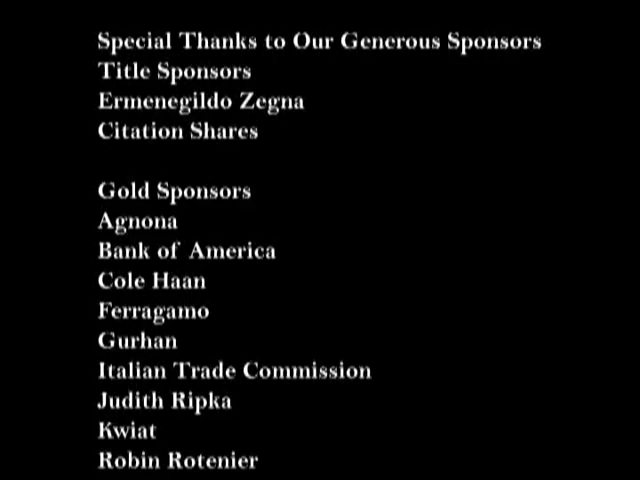 Special Thanks to Our Generous Sponsors
Title Sponsors
Ermenegildo Zegna
Citation Shares
Gold Sponsors
Agnona
Bank of America
Cole Haan
Ferragamo
Gurhan
Italian Trade Commission
Judith Ripka
Kwiat
Robin Rotenier